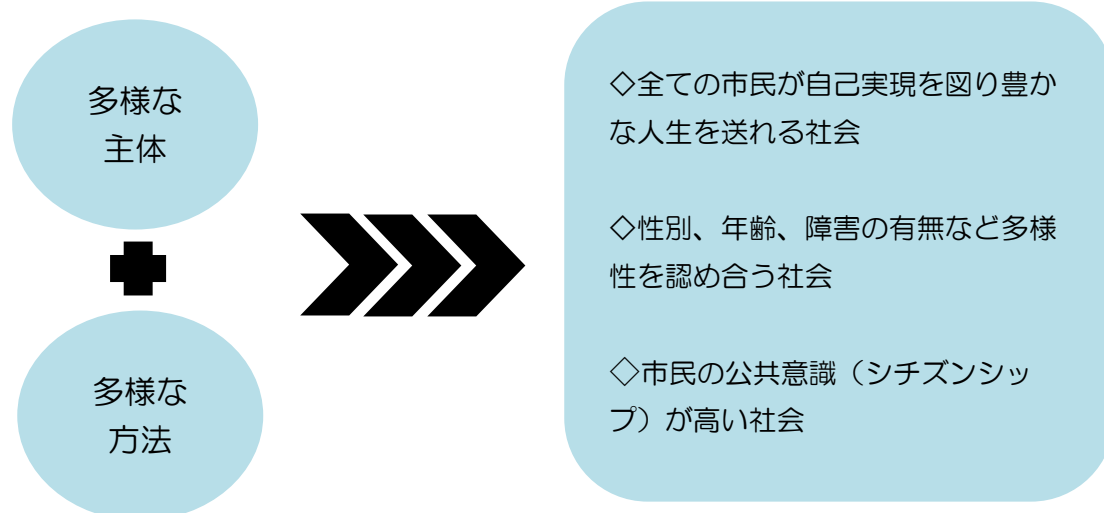 多様な
主体
多様な
方法
◇全ての市民が自己実現を図り豊か
な人生を送れる社会
◇性別、年齢、障害の有無など多様
性を認め合う社会
◇市民の公共意識（シチズンシッ
プ）が高い社会